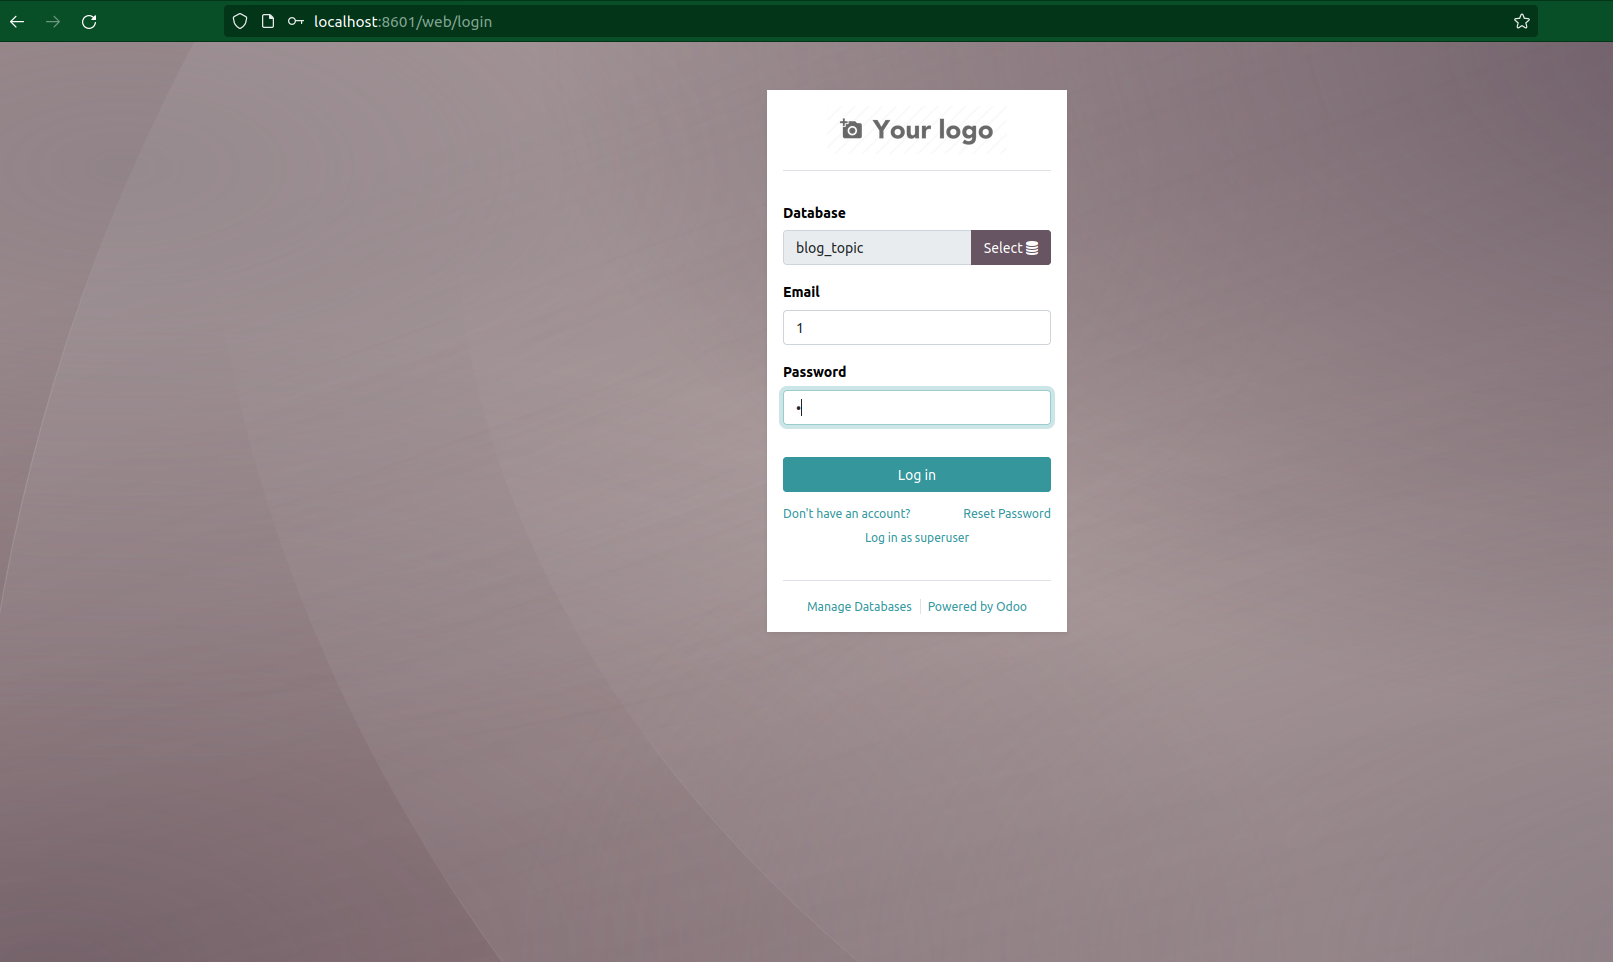 localhost:8601/web/login
Your logo
Database
blog_topic Select
Email
1
Password
•
Log in
Don't have an account? Reset Password
Log in as superuser
Manage Databases Powered by Odoo